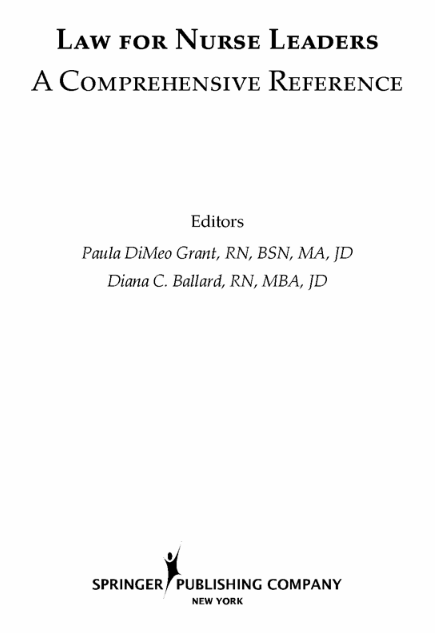 LAW FOR NURSE LEADERS
A COMPREHENSIVE REFERENCE
Editors
Paula DiMeo Grant, RN, BSN, MA, JD
Diana C. Ballard, RN, MBA, JD
SPRINGER PUBLISHING COMPANY
NEW YORK